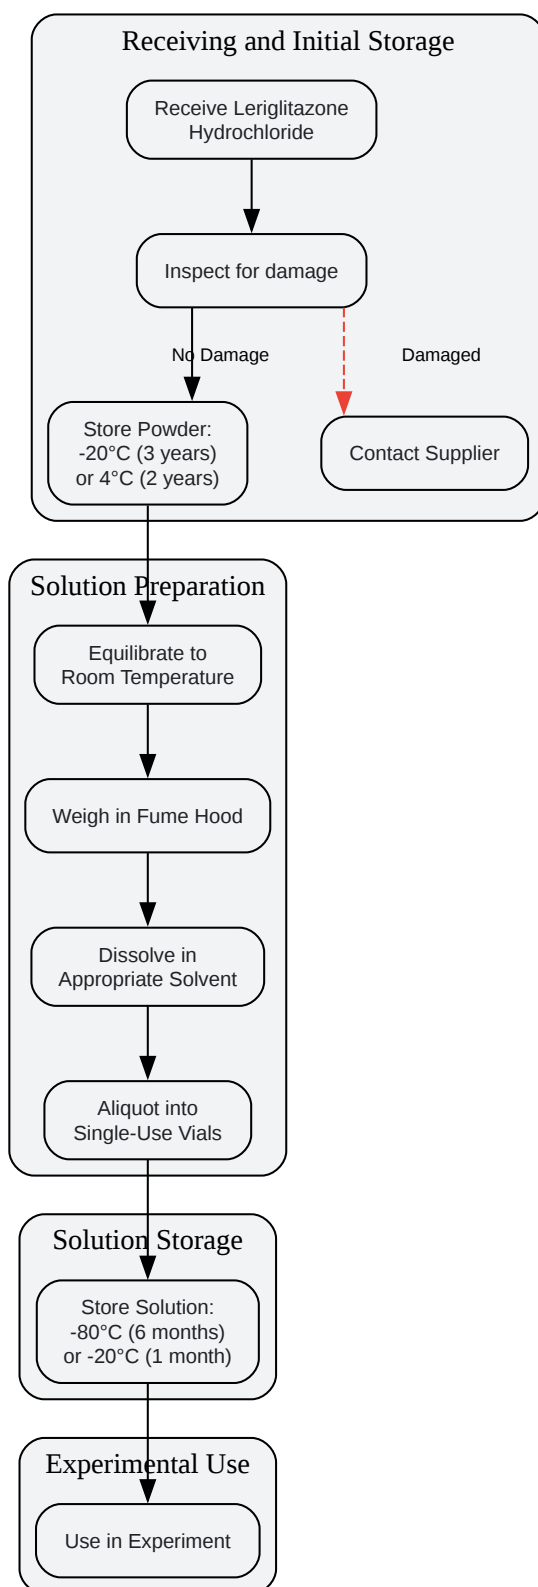 Receiving and Initial Storage
Receive Leriglitazone
Hydrochloride
Inspect for damage
No Damage
Damaged
Store Powder:
-20°C (3 years)
or 4°C (2 years)
Contact Supplier
Solution Preparation
Equilibrate to
Room Temperature
Weigh in Fume Hood
Dissolve in
Appropriate Solvent
Aliquot into
Single-Use Vials
Solution Storage
Store Solution:
-80°C (6 months)
or -20°C (1 month)
Experimental Use
Use in Experiment